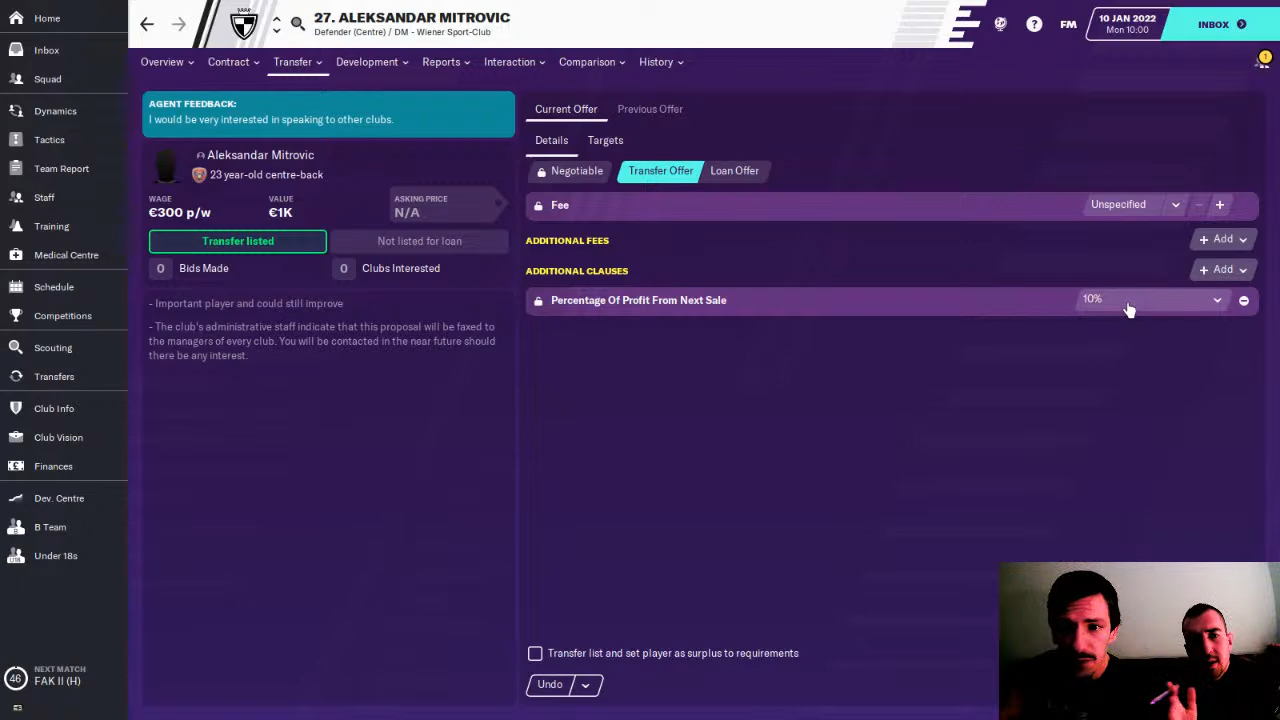 Home
27. ALEKSANDAR MITROVIC
Defender (Centre) / DM - Wiener Sport-Club
?
FM
10 JAN 2022
Mon 10:00
INBOX
Overview
Contract
Transfer
Development
Reports
Interaction
Comparison
History
1
Inbox
Squad
Dynamics
Tactics
Team Report
Staff
Training
Medical Centre
Schedule
Competitions
Scouting
Transfers
Club Info
Club Vision
Finances
Dev. Centre
B Team
Under 18s
U18
NEXT MATCH
46
FAK II (H)
AGENT FEEDBACK:
I would be very interested in speaking to other clubs.
Aleksandar Mitrovic
23 year-old centre-back
WAGE
€300 p/w
VALUE
€1K
ASKING PRICE
N/A
Transfer listed
Not listed for loan
0 Bids Made
0 Clubs Interested
- Important player and could still improve
- The club's administrative staff indicate that this proposal will be faxed to
the managers of every club. You will be contacted in the near future should
there be any interest.
Current Offer
Previous Offer
Details
Targets
Negotiable
Transfer Offer
Loan Offer
Fee
Unspecified
ADDITIONAL FEES
+ Add
ADDITIONAL CLAUSES
+ Add
Percentage Of Profit From Next Sale
10%
Transfer list and set player as surplus to requirements
Undo